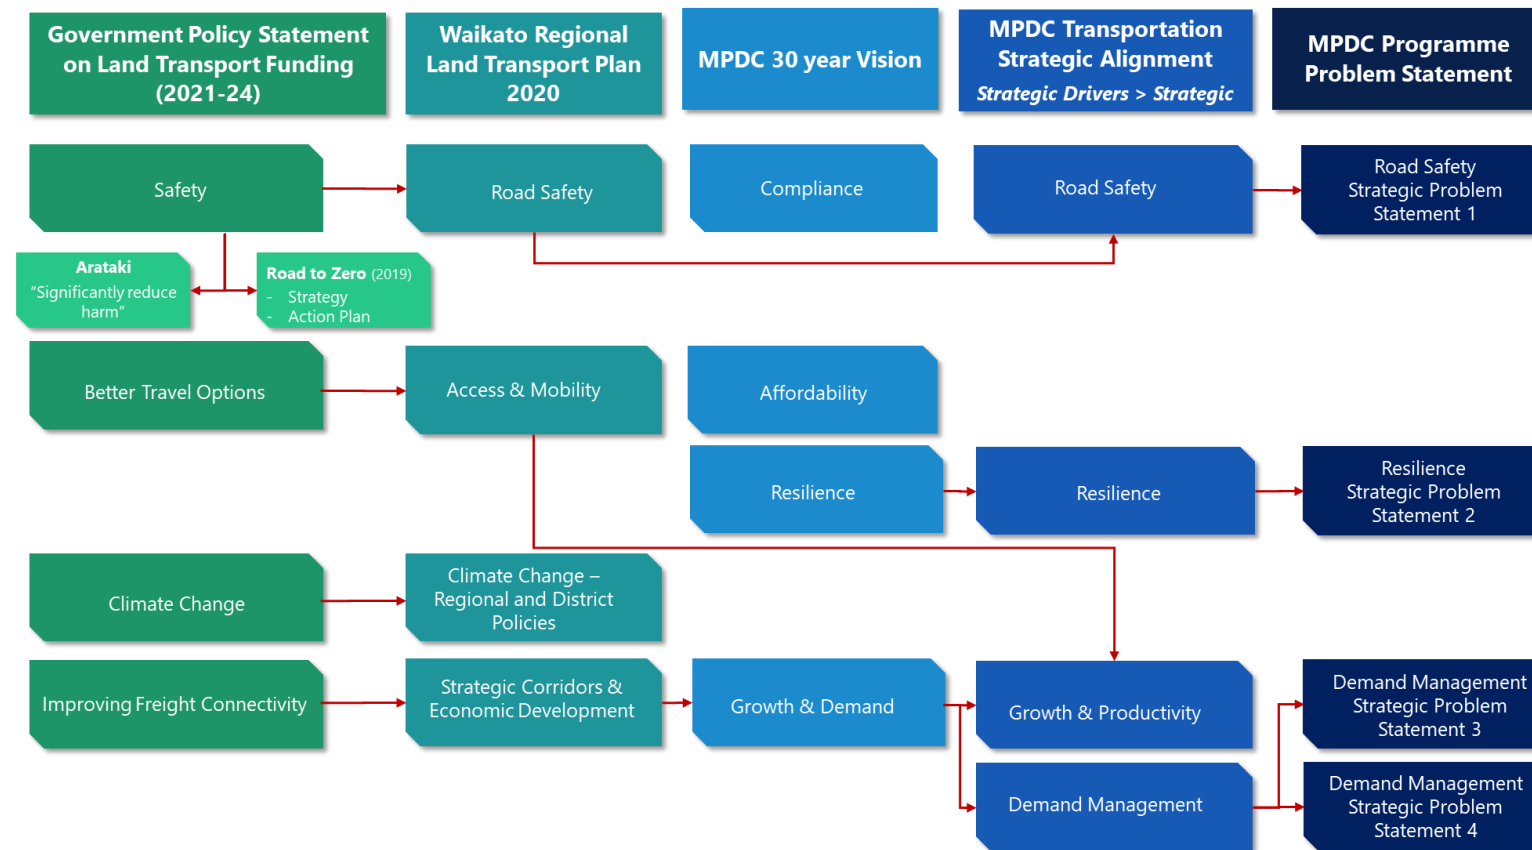 Government Policy Statement
on Land Transport Funding
(2021-24)
Waikato Regional
Land Transport Plan
2020
MPDC 30 year Vision
MPDC Transportation
Strategic Alignment
Strategic Drivers > Strategic
MPDC Programme
Problem Statement
Safety
Road Safety
Compliance
Road Safety
Road Safety
Strategic Problem
Statement 1
Arataki
“Significantly reduce
harm”
Road to Zero (2019)
- Strategy
- Action Plan
Better Travel Options
Access & Mobility
Affordability
Resilience
Resilience
Resilience
Strategic Problem
Statement 2
Climate Change
Climate Change –
Regional and District
Policies
Improving Freight Connectivity
Strategic Corridors &
Economic Development
Growth & Demand
Growth & Productivity
Demand Management
Strategic Problem
Statement 3
Demand Management
Demand Management
Strategic Problem
Statement 4